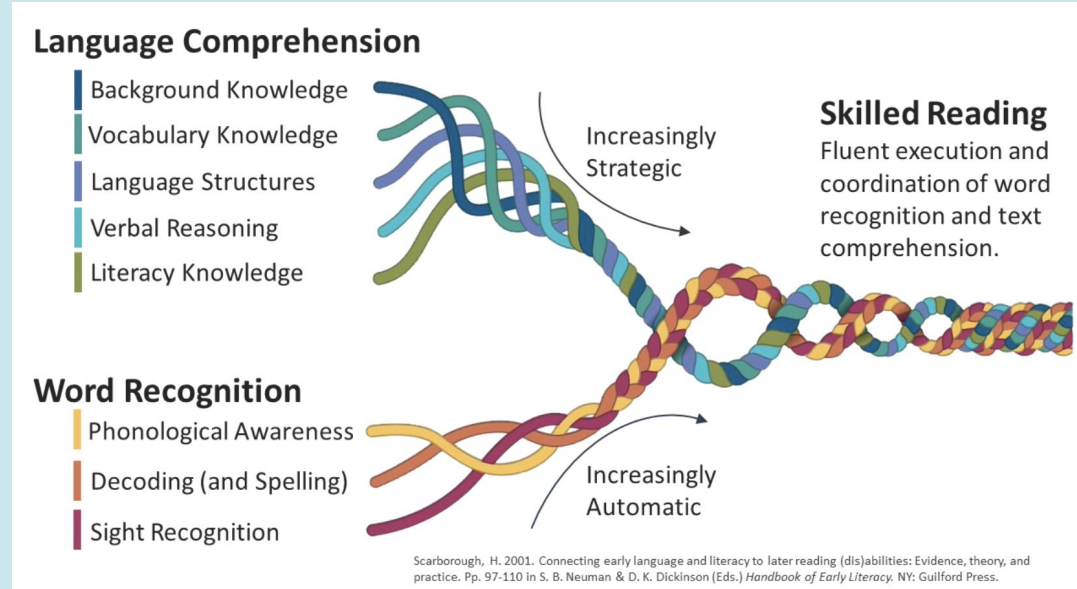 Language Comprehension
Background Knowledge
Vocabulary Knowledge
Language Structures
Verbal Reasoning
Literacy Knowledge
Increasingly
Strategic
Skilled Reading
Fluent execution and
coordination of word
recognition and text
comprehension.
Word Recognition
Phonological Awareness
Decoding (and Spelling)
Sight Recognition
Increasingly
Automatic
Scarborough, H. 2001. Connecting early language and literacy to later reading (dis)abilities: Evidence, theory, and
practice. Pp. 97-110 in S. B. Neuman & D. K. Dickinson (Eds.) Handbook of Early Literacy. NY: Guilford Press.